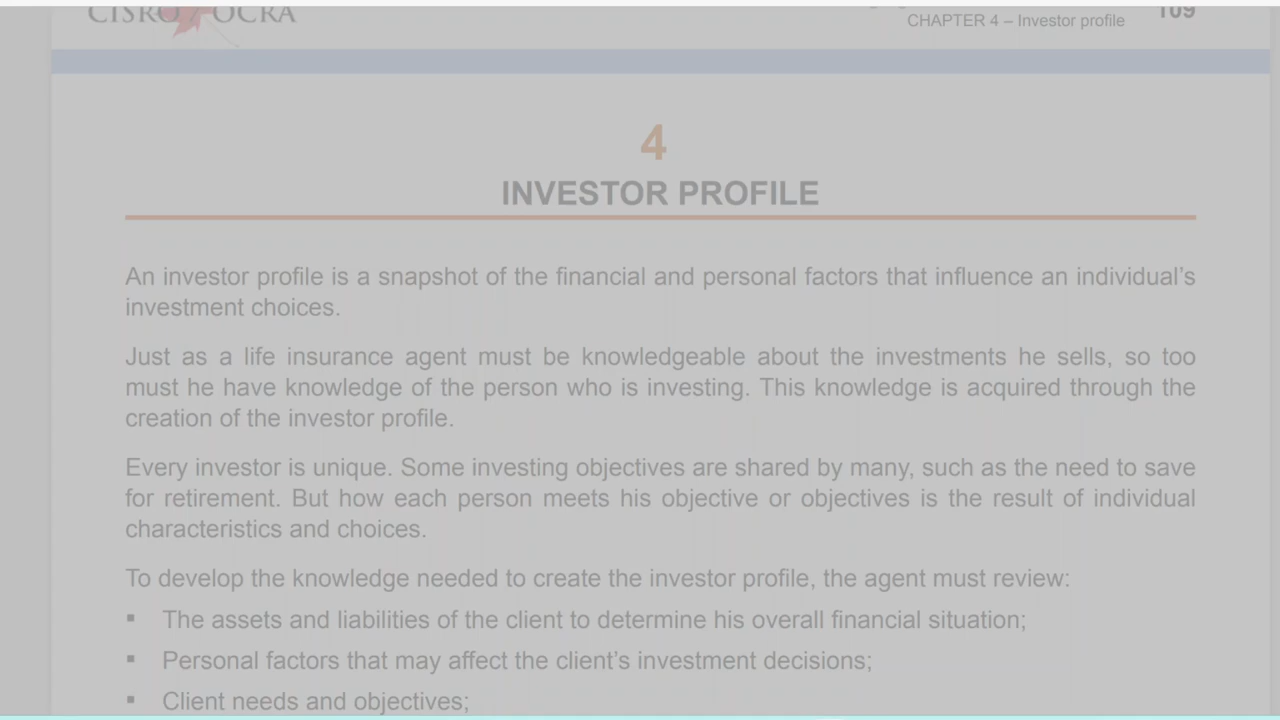 CISRO OCRA
CHAPTER 4 – Investor profile 109
4
INVESTOR PROFILE
An investor profile is a snapshot of the financial and personal factors that influence an individual’s
investment choices.
Just as a life insurance agent must be knowledgeable about the investments he sells, so too
must he have knowledge of the person who is investing. This knowledge is acquired through the
creation of the investor profile.
Every investor is unique. Some investing objectives are shared by many, such as the need to save
for retirement. But how each person meets his objective or objectives is the result of individual
characteristics and choices.
To develop the knowledge needed to create the investor profile, the agent must review:
▪ The assets and liabilities of the client to determine his overall financial situation;
▪ Personal factors that may affect the client’s investment decisions;
▪ Client needs and objectives;